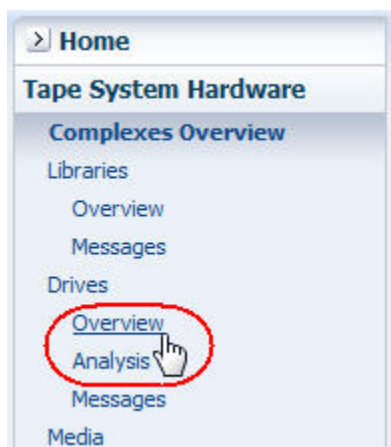 Home
Tape System Hardware
Complexes Overview
Libraries
Overview
Messages
Drives
Overview
Analysis
Messages
Media